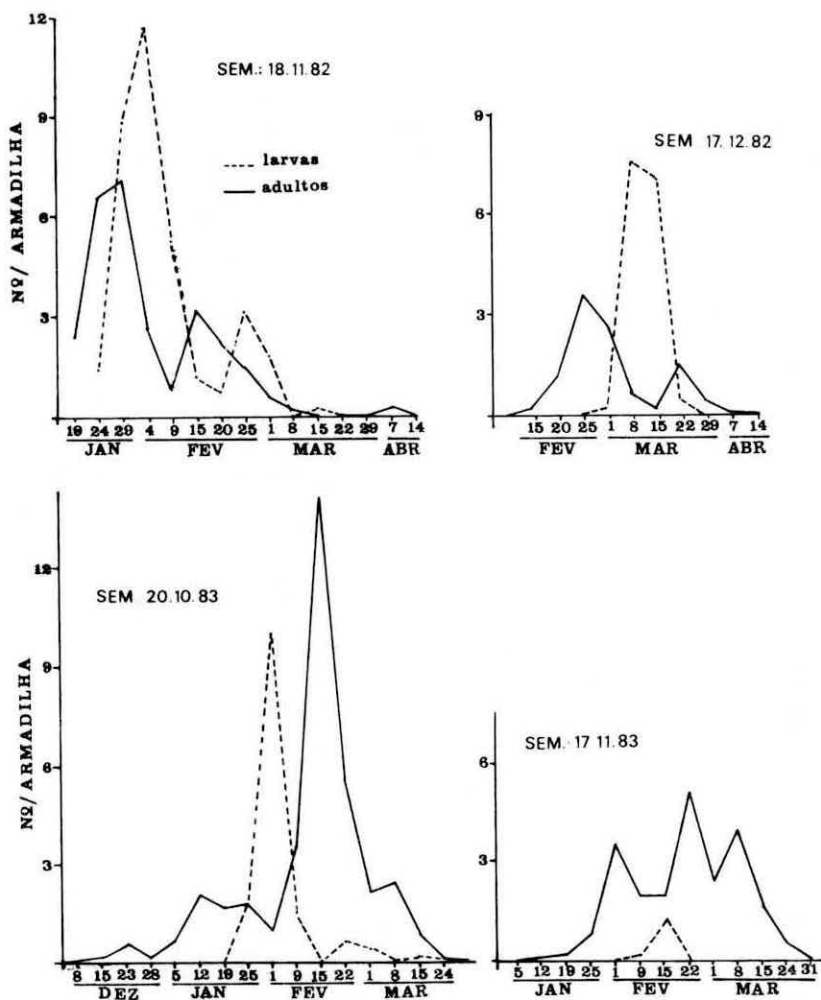 12
9
6
3
Nº/ ARMADILHA
SEM.: 18.11.82
larvas
adultos
19 24 29 4 9 15 20 25 1 8 15 22 29 7 14
JAN FEV MAR ABR
9
6
3
SEM 17.12.82
15 20 25 1 8 15 22 29 7 14
FEV MAR ABR
12
9
6
3
Nº/ARMADILHA
SEM 20.10.83
8 15 23 28 5 12 19 25 1 9 15 22 1 8 15 24
DEZ JAN FEV MAR
6
3
SEM. 17 11.83
5 12 19 25 1 9 15 22 1 8 15 24 31
JAN FEV MAR